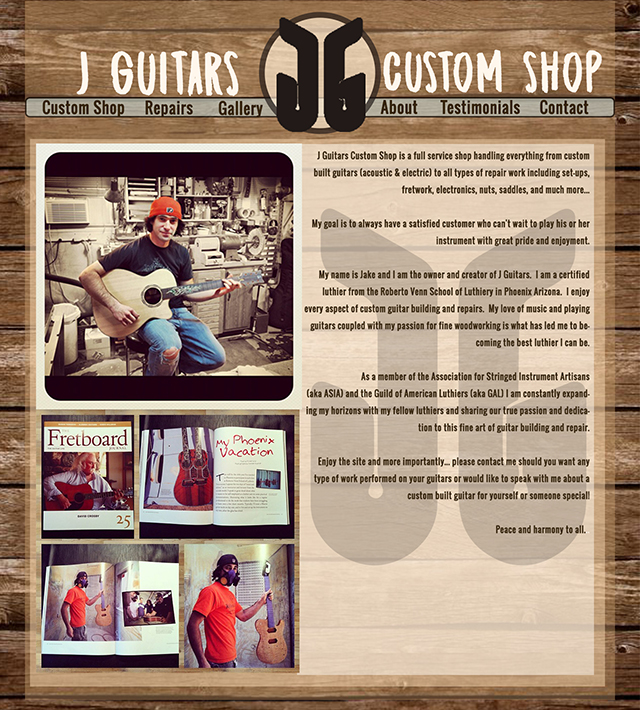 J GUITARS CUSTOM SHOP
Custom Shop Repairs Gallery About Testimonials Contact
J Guitars Custom Shop is a full service shop handling everything from custom
built guitars (acoustic & electric) to all types of repair work including set-ups,
fretwork, electronics, nuts, saddles, and much more...
My goal is to always have a satisfied customer who can't wait to play his or her
instrument with great pride and enjoyment.
My name is Jake and I am the owner and creator of J Guitars. I am a certified
luthier from the Roberto Venn School of Luthiery in Phoenix Arizona. I enjoy
every aspect of custom guitar building and repairs. My love of music and playing
guitars coupled with my passion for fine woodworking is what has led me to be-
coming the best luthier I can be.
As a member of the Association for Stringed Instrument Artisans
(aka ASIA) and the Guild of American Luthiers (aka GAL) I am constantly expand-
ing my horizons with my fellow luthiers and sharing our true passion and dedica-
tion to this fine art of guitar building and repair.
Enjoy the site and more importantly... please contact me should you want any
type of work performed on your guitars or would like to speak with me about a
custom built guitar for yourself or someone special!
Peace and harmony to all.
Fretboard
JOURNAL
DAVID CROSBY
25
My Phoenix
Vacation